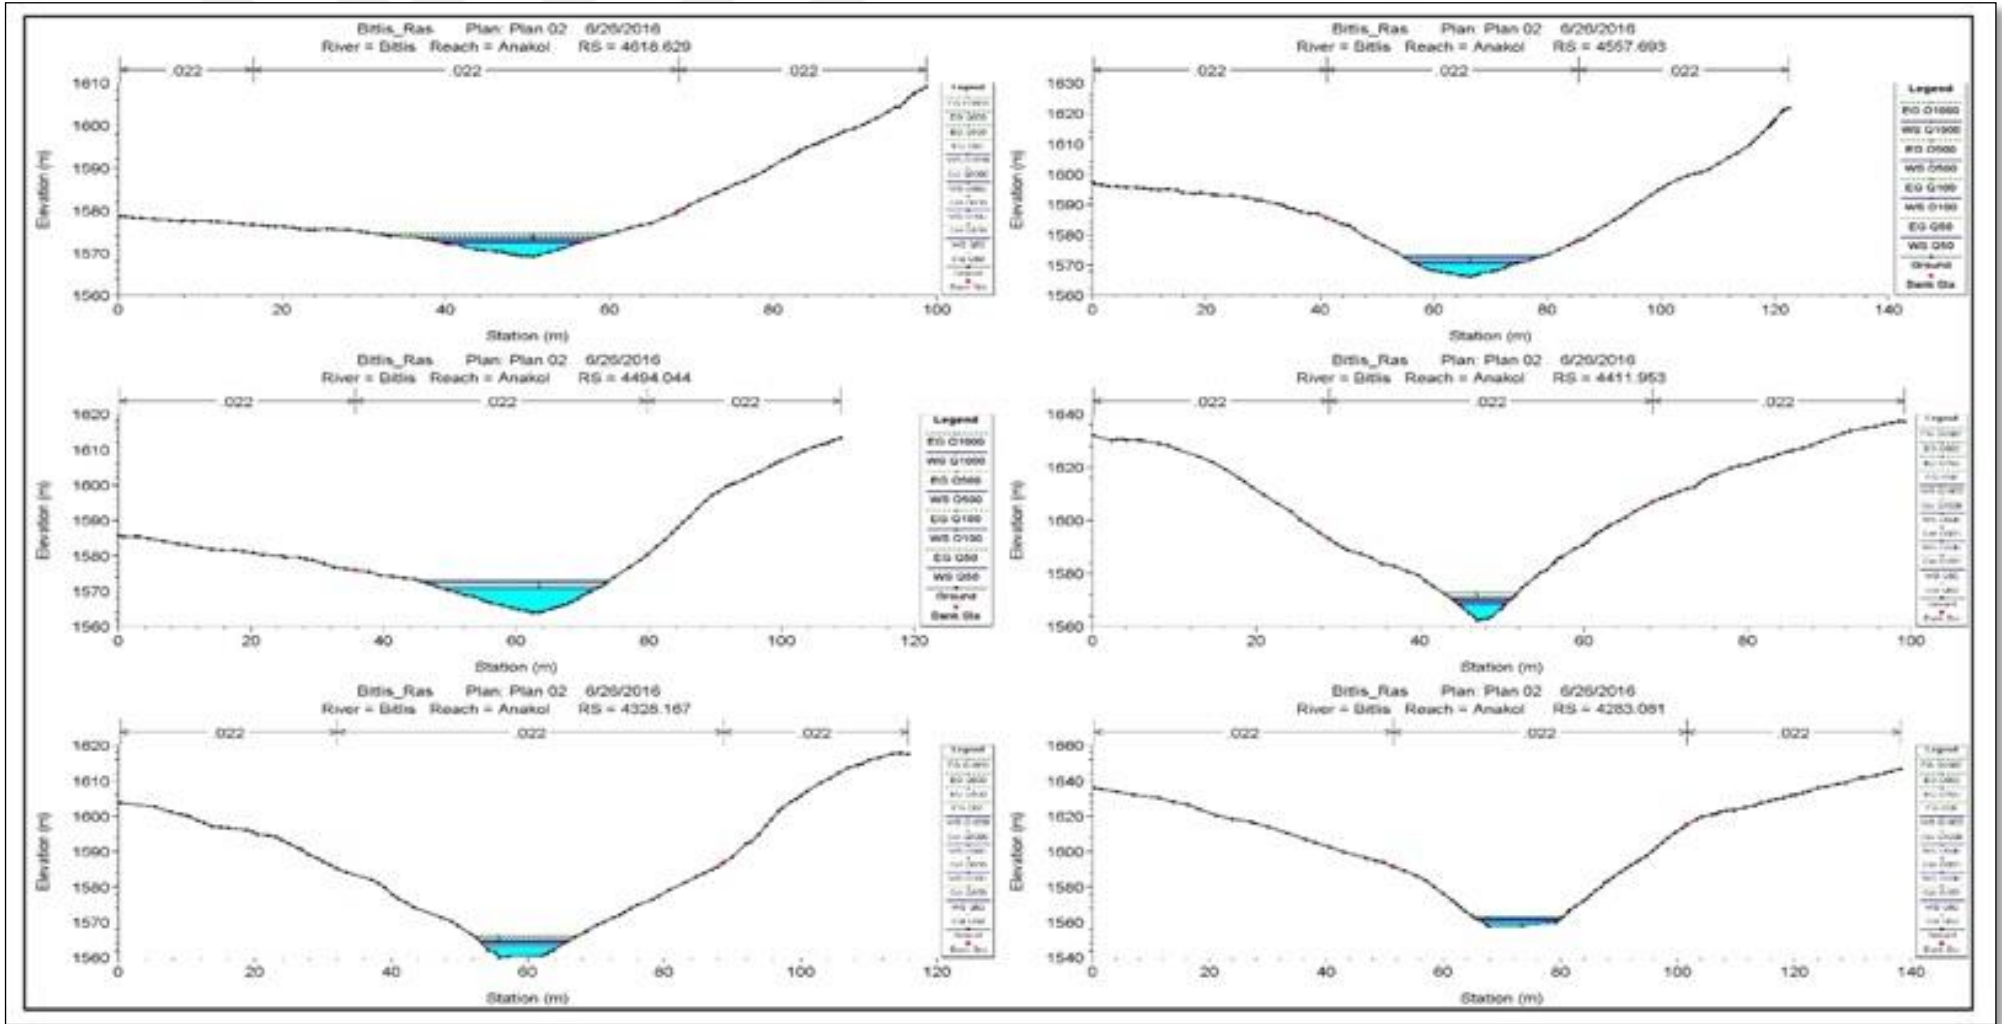 Bitlis_Ras Plan: Plan 02 6/26/2016
River = Bitlis Reach = Anakol RS = 4618.629
.022 .022 .022
1610
1600
1590
1580
1570
1560
Elevation (m)
0 20 40 60 80 100
Station (m)
Legend
Bitlis_Ras Plan: Plan 02 6/26/2016
River = Bitlis Reach = Anakol RS = 4557.693
.022 .022 .022
1630
1620
1610
1600
1590
1580
1570
1560
Elevation (m)
0 20 40 60 80 100 120 140
Station (m)
Legend
EG Q1000
WS Q1000
EG Q500
WS Q500
EG Q100
WS Q100
EG Q50
WS Q50
Ground
Bank Sta
Bitlis_Ras Plan: Plan 02 6/26/2016
River = Bitlis Reach = Anakol RS = 4494.044
.022 .022 .022
1620
1610
1600
1590
1580
1570
1560
Elevation (m)
0 20 40 60 80 100 120
Station (m)
Legend
EG Q1000
WS Q1000
EG Q500
WS Q500
EG Q100
WS Q100
EG Q50
WS Q50
Ground
Bank Sta
Bitlis_Ras Plan: Plan 02 6/26/2016
River = Bitlis Reach = Anakol RS = 4411.953
.022 .022 .022
1640
1620
1600
1580
1560
Elevation (m)
0 20 40 60 80 100
Station (m)
Legend
Bitlis_Ras Plan: Plan 02 6/26/2016
River = Bitlis Reach = Anakol RS = 4328.167
.022 .022 .022
1620
1610
1600
1590
1580
1570
1560
Elevation (m)
0 20 40 60 80 100 120
Station (m)
Legend
Bitlis_Ras Plan: Plan 02 6/26/2016
River = Bitlis Reach = Anakol RS = 4283.081
.022 .022 .022
1660
1640
1620
1600
1580
1560
1540
Elevation (m)
0 20 40 60 80 100 120 140
Station (m)
Legend